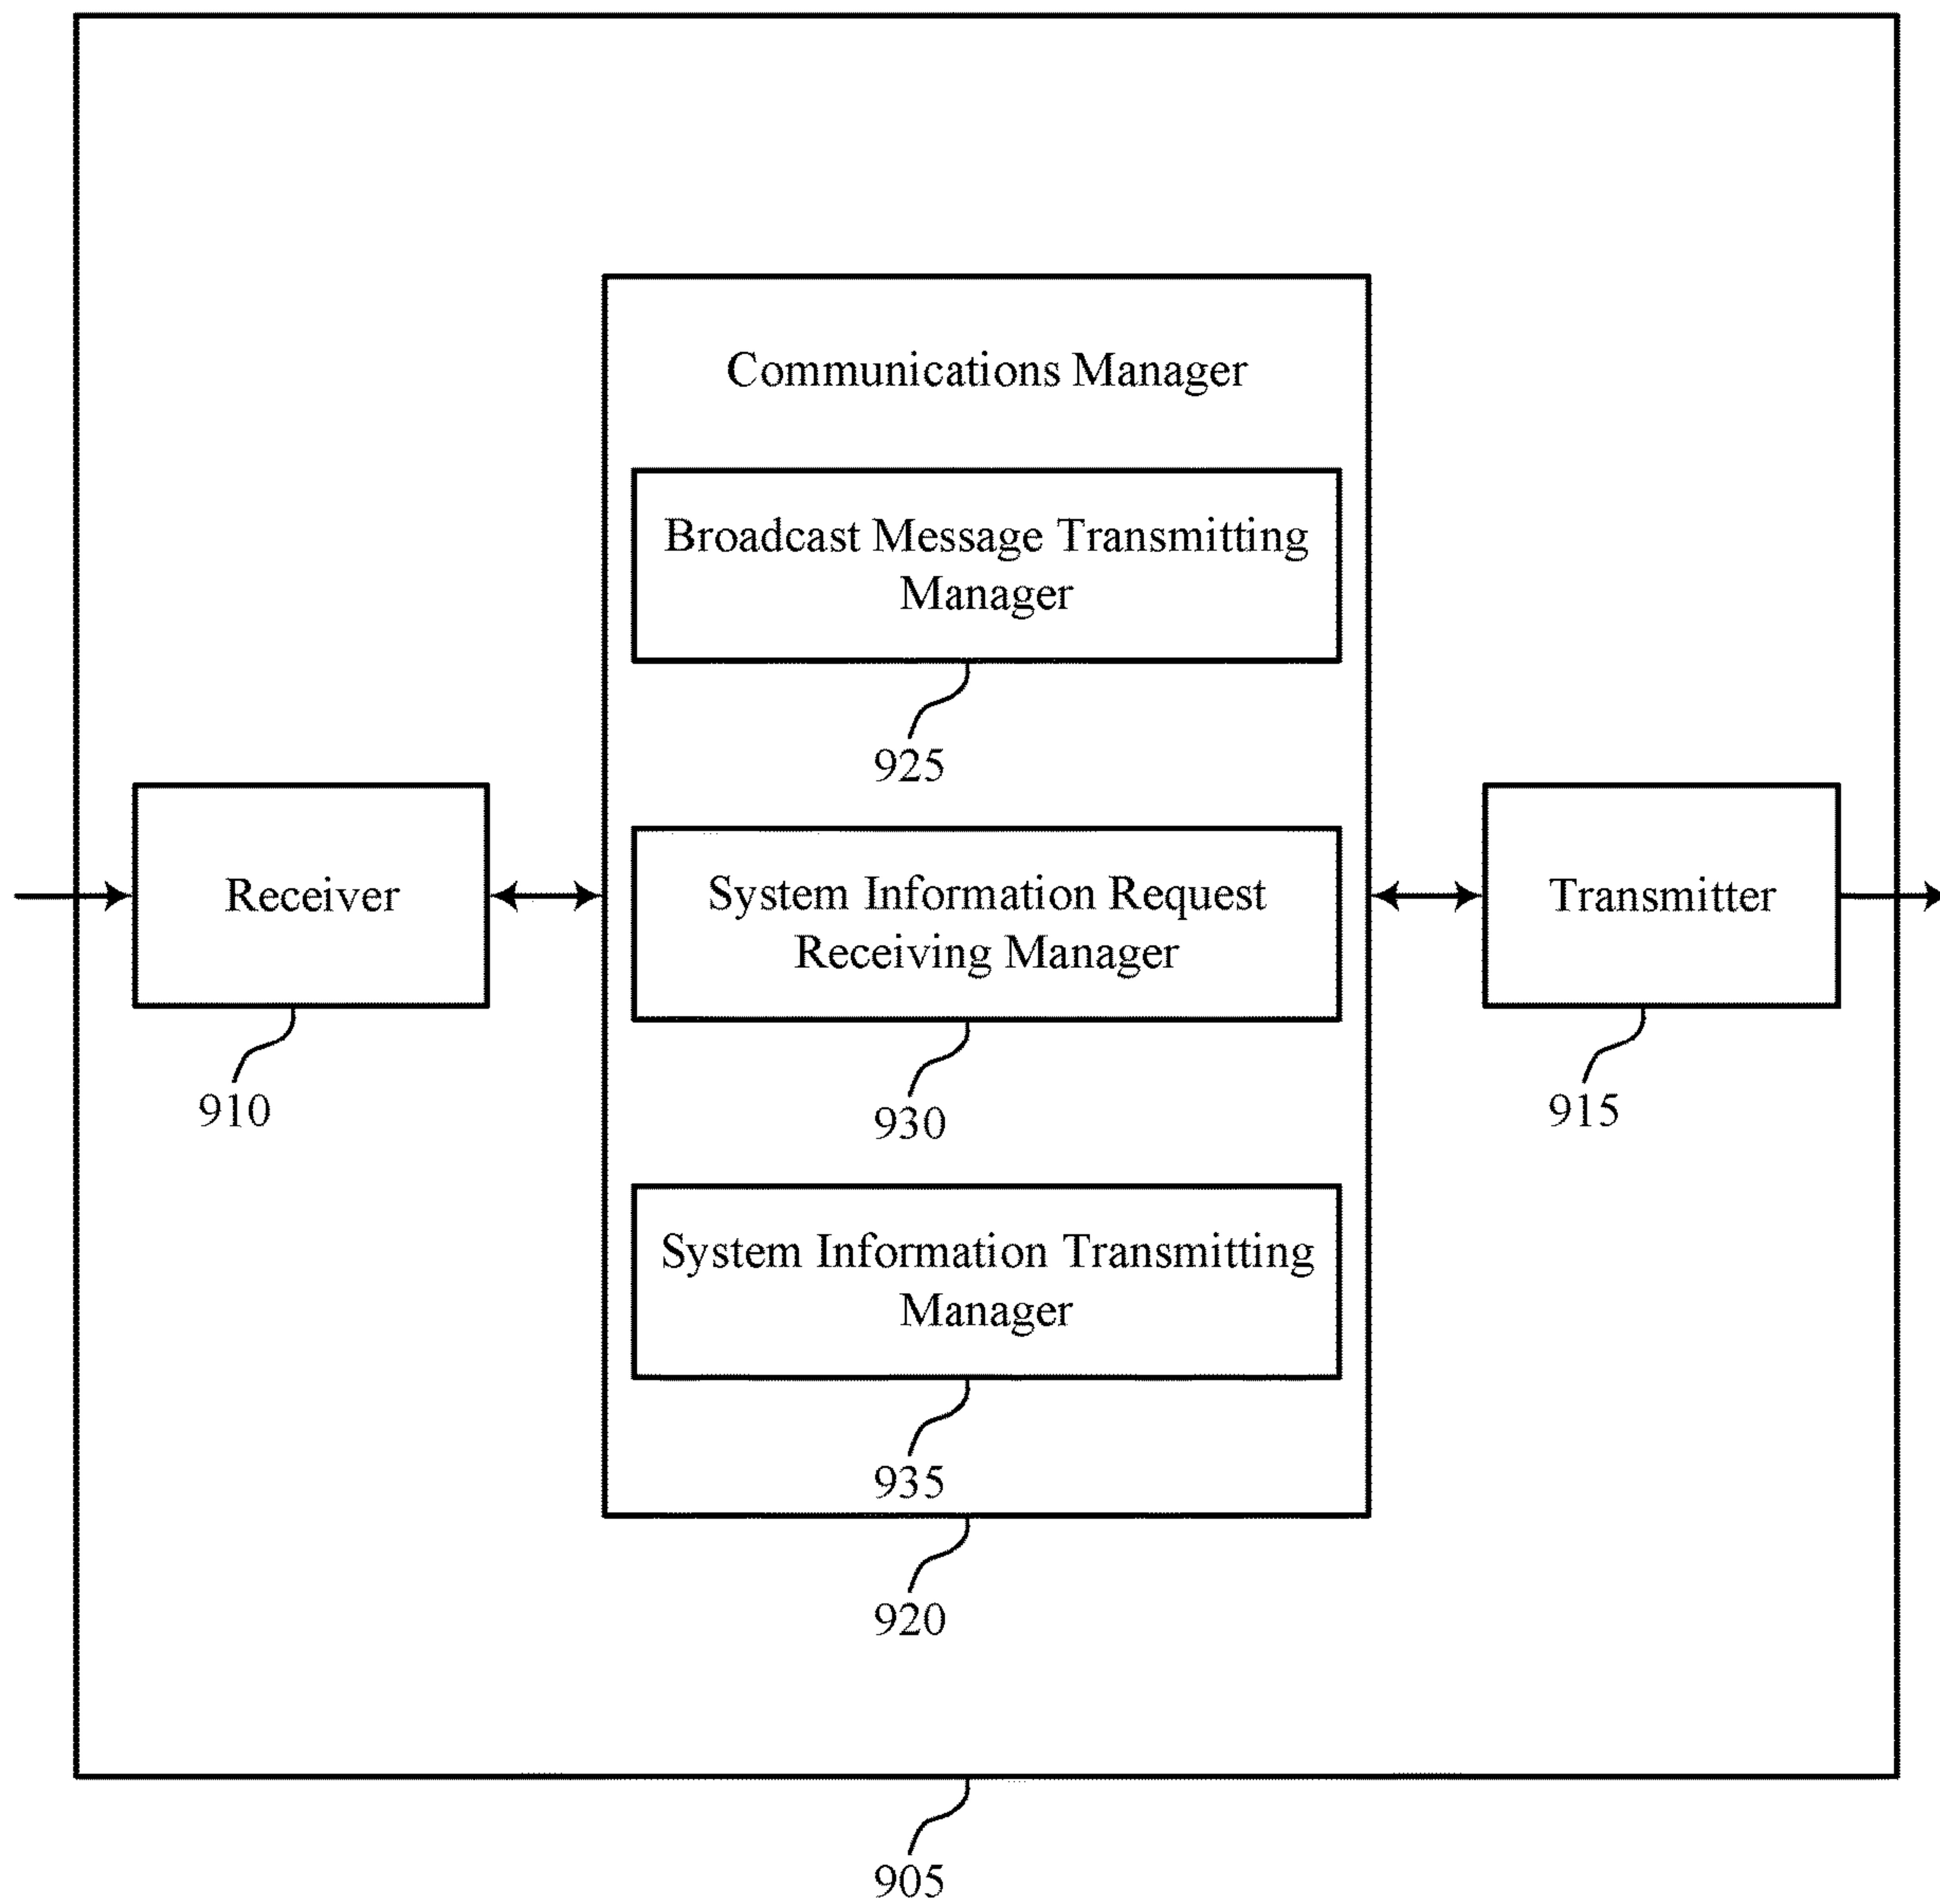 Communications Manager
Broadcast Message Transmitting
Manager
925
Receiver
910
System Information Request
Receiving Manager
930
Transmitter
915
System Information Transmitting
Manager
935
920
905